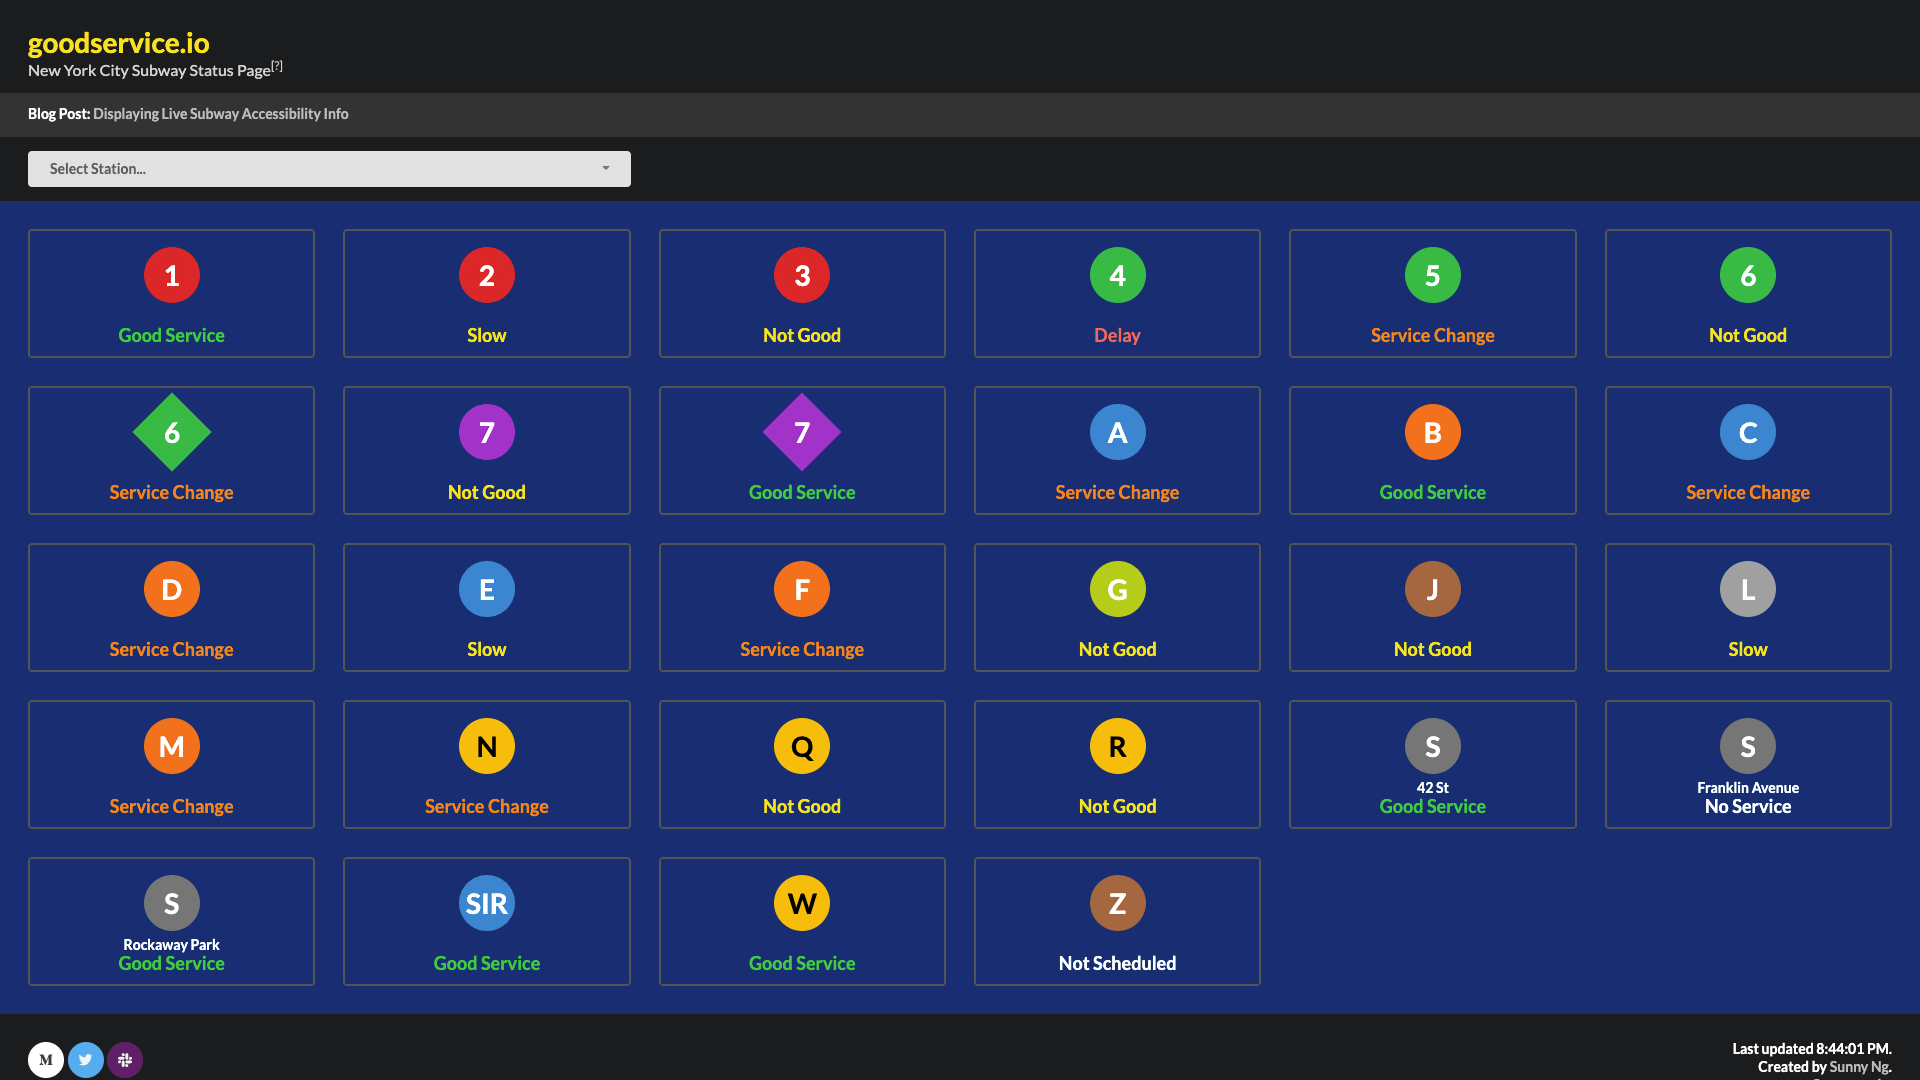 goodservice.io
New York City Subway Status Page[?]
Blog Post: Displaying Live Subway Accessibility Info
Select Station...
1
Good Service
2
Slow
3
Not Good
4
Delay
5
Service Change
6
Not Good
6
Service Change
7
Not Good
7
Good Service
A
Service Change
B
Good Service
C
Service Change
D
Service Change
E
Slow
F
Service Change
G
Not Good
J
Not Good
L
Slow
M
Service Change
N
Service Change
Q
Not Good
R
Not Good
S
42 St
Good Service
S
Franklin Avenue
No Service
S
Rockaway Park
Good Service
SIR
Good Service
W
Good Service
Z
Not Scheduled
M
Last updated 8:44:01 PM.
Created by Sunny Ng.